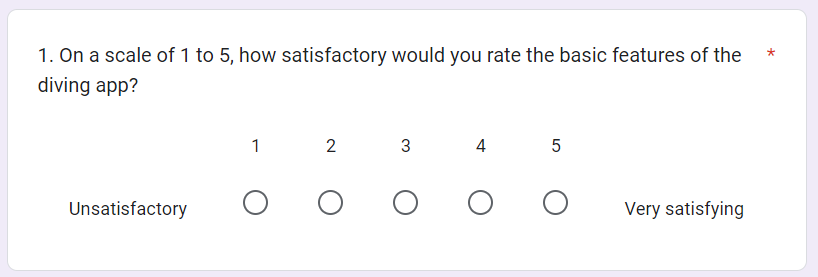 1. On a scale of 1 to 5, how satisfactory would you rate the basic features of the *
diving app?
1 2 3 4 5
Unsatisfactory Very satisfying